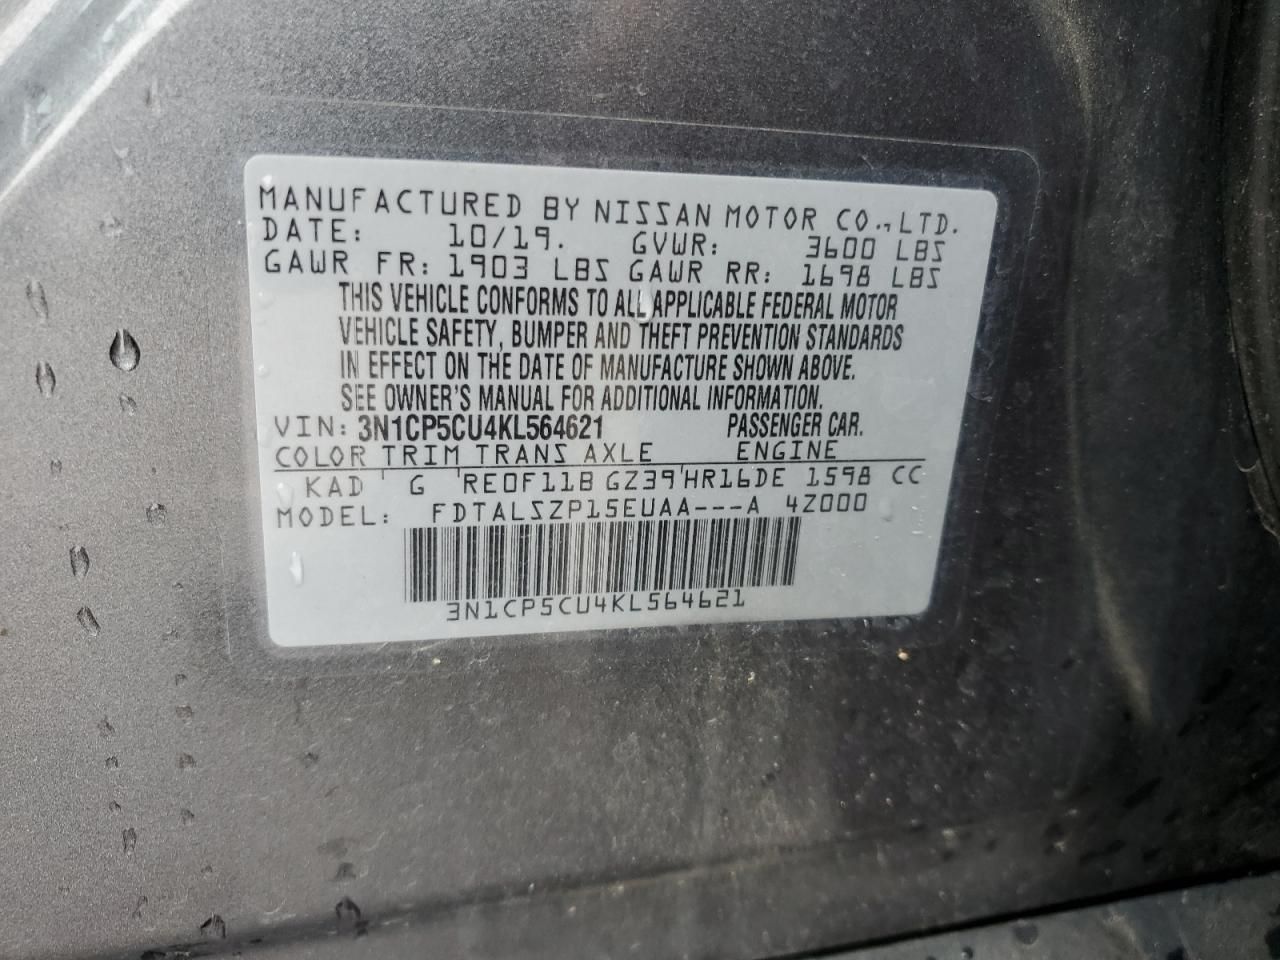 MANUFACTURED BY NISSAN MOTOR CO., LTD.
DATE: 10/19. GVWR: 3600 LBS
GAWR FR: 1903 LBS GAWR RR: 1698 LBS
THIS VEHICLE CONFORMS TO ALL APPLICABLE FEDERAL MOTOR
VEHICLE SAFETY, BUMPER AND THEFT PREVENTION STANDARDS
IN EFFECT ON THE DATE OF MANUFACTURE SHOWN ABOVE.
SEE OWNER'S MANUAL FOR ADDITIONAL INFORMATION.
VIN: 3N1CP5CU4KL564621 PASSENGER CAR.
COLOR TRIM TRANS AXLE ENGINE
KAD G RE0F11B GZ39 HR16DE 1598 CC
MODEL: FDTALSZP15EUAA---A 4Z000
3N1CP5CU4KL564621